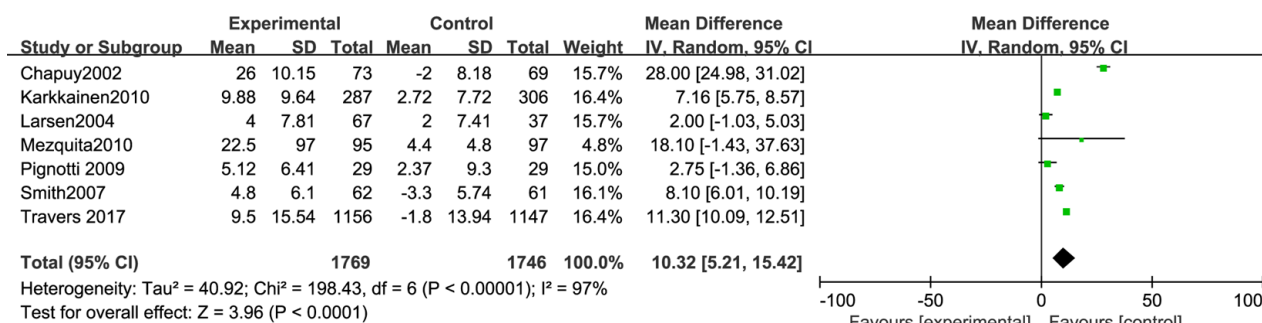 Experimental Control Mean Difference Mean Difference
Study or Subgroup Mean SD Total Mean SD Total Weight IV, Random, 95% CI IV, Random, 95% CI
Chapuy2002 26 10.15 73 -2 8.18 69 15.7% 28.00 [24.98, 31.02]
Karkkainen2010 9.88 9.64 287 2.72 7.72 306 16.4% 7.16 [5.75, 8.57]
Larsen2004 4 7.81 67 2 7.41 37 15.7% 2.00 [-1.03, 5.03]
Mezquita2010 22.5 97 95 4.4 4.8 97 4.8% 18.10 [-1.43, 37.63]
Pignotti 2009 5.12 6.41 29 2.37 9.3 29 15.0% 2.75 [-1.36, 6.86]
Smith2007 4.8 6.1 62 -3.3 5.74 61 16.1% 8.10 [6.01, 10.19]
Travers 2017 9.5 15.54 1156 -1.8 13.94 1147 16.4% 11.30 [10.09, 12.51]
Total (95% CI) 1769 1746 100.0% 10.32 [5.21, 15.42]
Heterogeneity: Tau² = 40.92; Chi² = 198.43, df = 6 (P < 0.00001); I² = 97%
Test for overall effect: Z = 3.96 (P < 0.0001)
-100 -50 0 50 100
Favours [experimental] Favours [control]